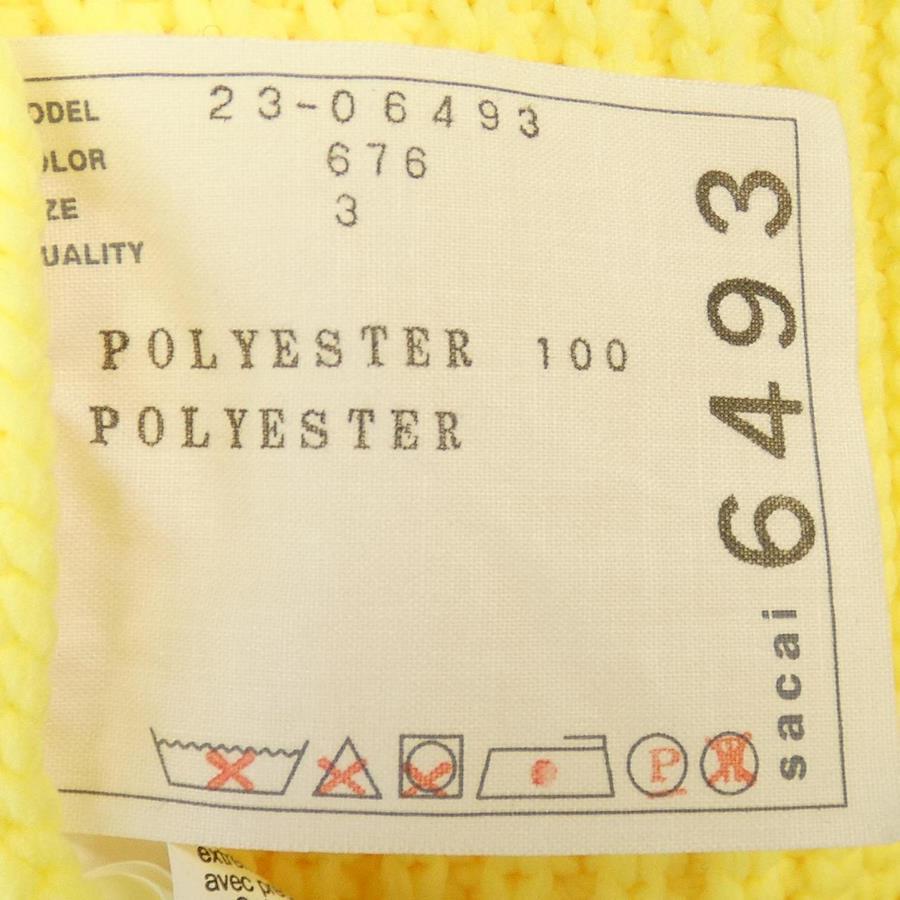 ODEL 23-06493
OLOR 676
ZE 3
UALITY
POLYESTER 100
POLYESTER
sacai 6493
P
W
avec